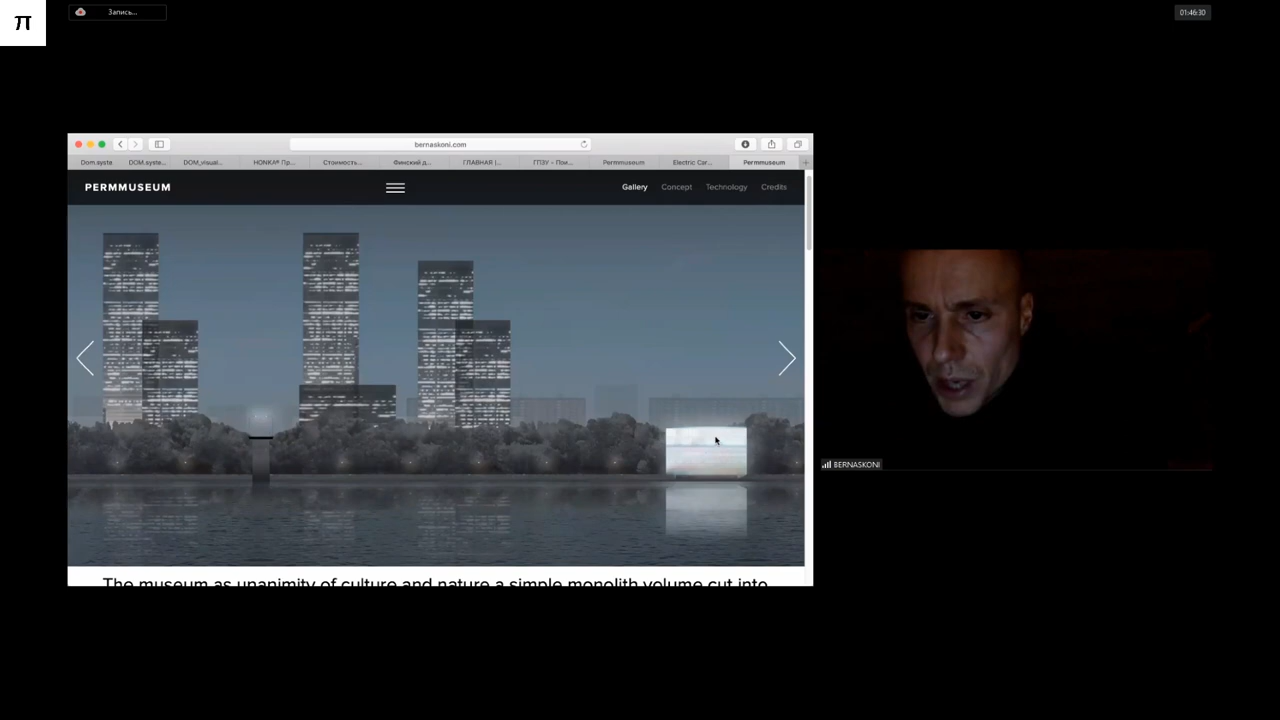 π
Запись...
01:46:30
bernaskoni.com
Dom.syste
DOM.syste...
DOM_visual...
HONKA® Пр...
Стоимость...
Финский д...
ГЛАВНАЯ |...
ГПЗУ – Пои...
Permmuseum
Electric Car...
Permmuseum
PERMMUSEUM
Gallery
Concept
Technology
Credits
The museum as unanimity of culture and nature a simple monolith volume cut into
BERNASKONI